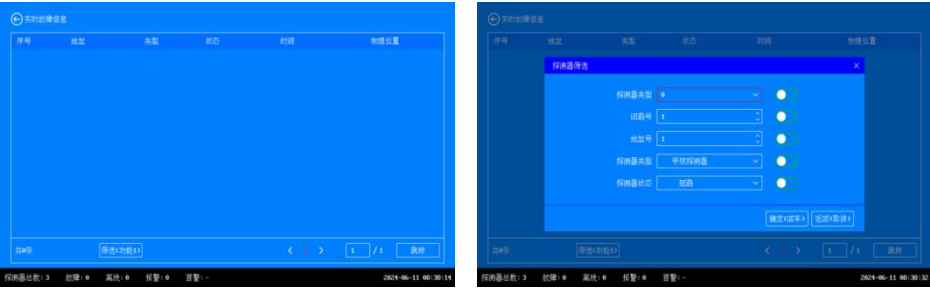 实时故障信息
序号 地址 类型 状态 时间 物理位置
共0条 筛选(功能1) < > 1 / 1 跳转
探测器总数: 3 故障: 0 离线: 0 报警: 0 首警: - 2024-06-11 08:30:14
实时故障信息
序号 地址 类型 状态 时间 物理位置
探测器筛选 ×
探测器类型 0
回路号 1
地址号 1
探测器类型 甲烷探测器
探测器状态 短路
确定(回车) 返回(取消)
共0条 筛选(功能1) < > 1 / 1 跳转
探测器总数: 3 故障: 0 离线: 0 报警: 0 首警: - 2024-06-11 08:30:32